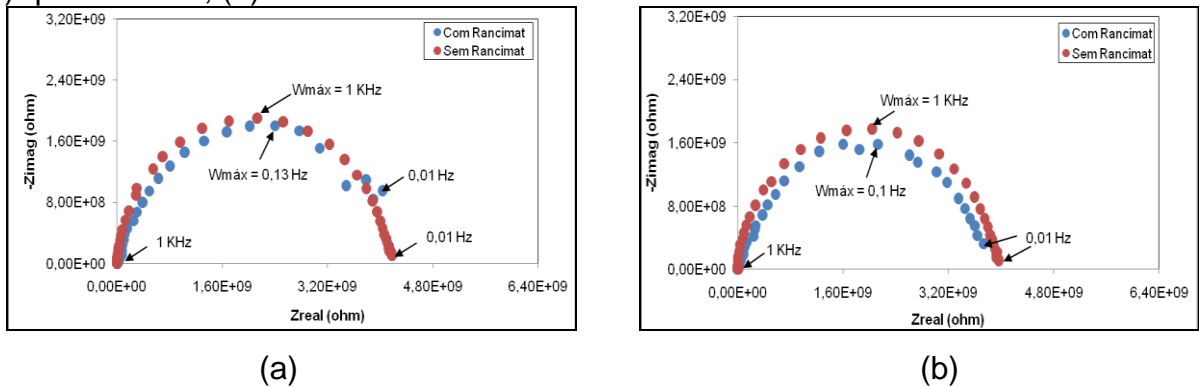 3,20E+09
2,40E+09
1,60E+09
8,00E+08
0,00E+00
-Zimag (ohm)
Com Rancimat
Sem Rancimat
Wmáx = 1 KHz
Wmáx = 0,13 Hz
0,01 Hz
1 KHz
0,01 Hz
0,00E+00 1,60E+09 3,20E+09 4,80E+09 6,40E+09
Zreal (ohm)
(a)
3,20E+09
2,40E+09
1,60E+09
8,00E+08
0,00E+00
-Zimag (ohm)
Com Rancimat
Sem Rancimat
Wmáx = 1 KHz
Wmáx = 0,1 Hz
1 KHz
0,01 Hz
0,00E+00 1,60E+09 3,20E+09 4,80E+09 6,40E+09
Zreal (ohm)
(b)